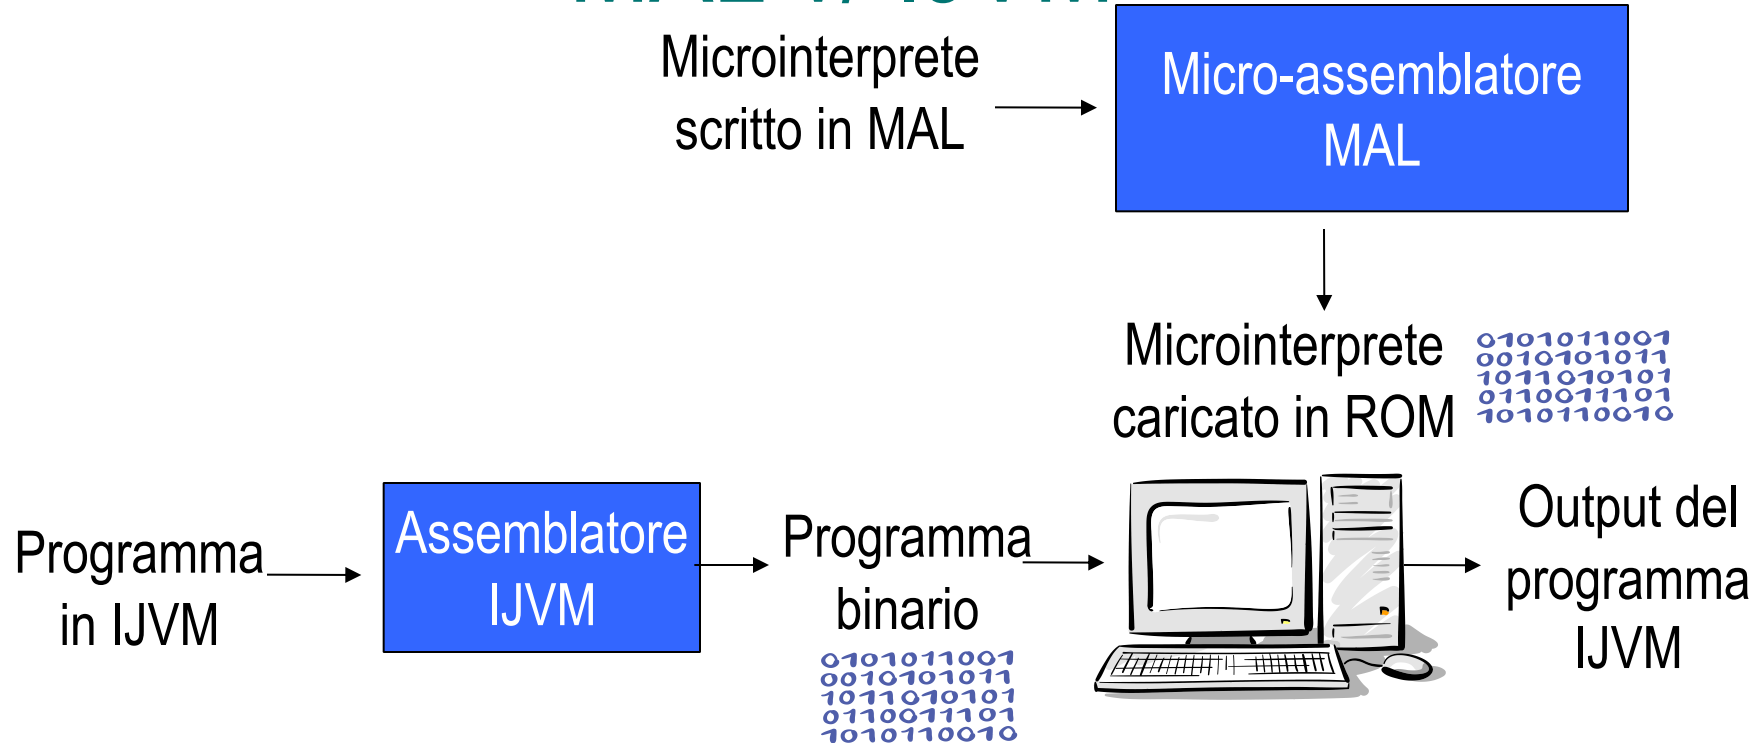 Microinterprete
scritto in MAL
Micro-assemblatore
MAL
Microinterprete
caricato in ROM
0101011001
0010101011
1011010101
0110011101
1010110010
Programma
in IJVM
Assemblatore
IJVM
Programma
binario
0101011001
0010101011
1011010101
0110011101
1010110010
Output del
programma
IJVM